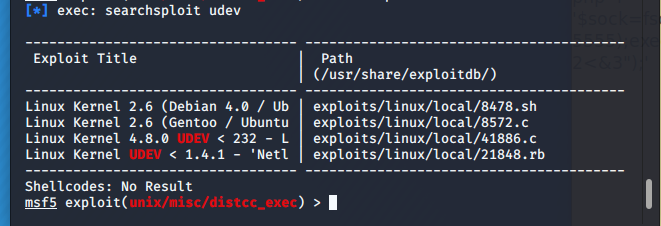 [*] exec: searchsploit udev
Exploit Title | Path
| (/usr/share/exploitdb/)
Linux Kernel 2.6 (Debian 4.0 / Ub | exploits/linux/local/8478.sh
Linux Kernel 2.6 (Gentoo / Ubuntu | exploits/linux/local/8572.c
Linux Kernel 4.8.0 UDEV < 232 - L | exploits/linux/local/41886.c
Linux Kernel UDEV < 1.4.1 - 'Netl | exploits/linux/local/21848.rb
Shellcodes: No Result
msf5 exploit(unix/misc/distcc_exec) >